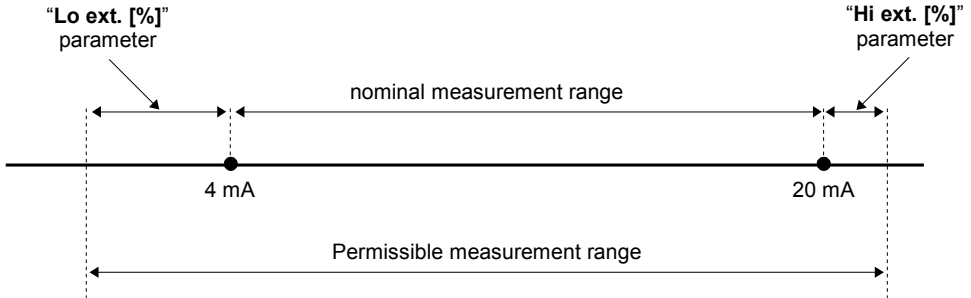 “Lo ext. [%]”
parameter
“Hi ext. [%]”
parameter
nominal measurement range
4 mA
20 mA
Permissible measurement range